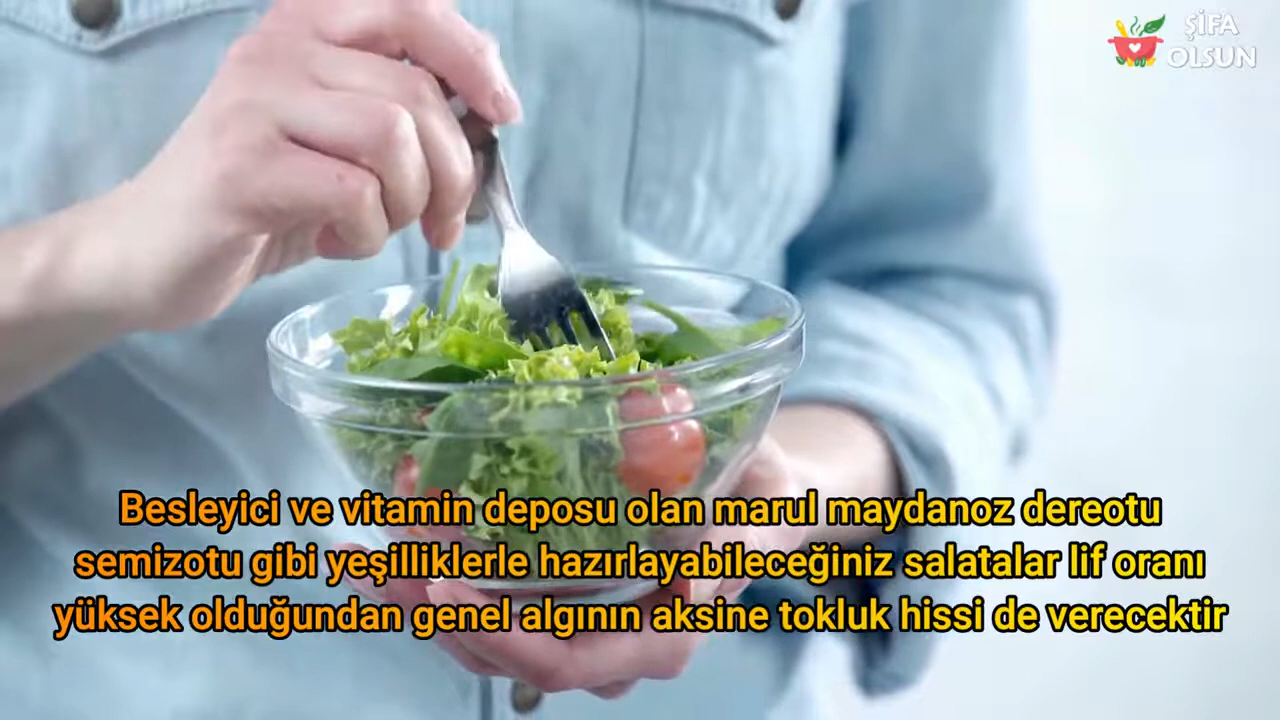 ŞİFA
OLSUN
Besleyici ve vitamin deposu olan marul maydanoz dereotu
semizotu gibi yeşilliklerle hazırlayabileceğiniz salatalar lif oranı
yüksek olduğundan genel algının aksine tokluk hissi de verecektir